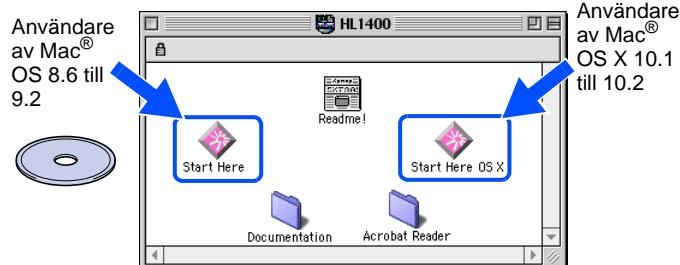 Användare
av Mac®
OS 8.6 till
9.2
HL1400
Användare
av Mac®
OS X 10.1
till 10.2
Readme!
Start Here
Start Here OS X
Documentation
Acrobat Reader